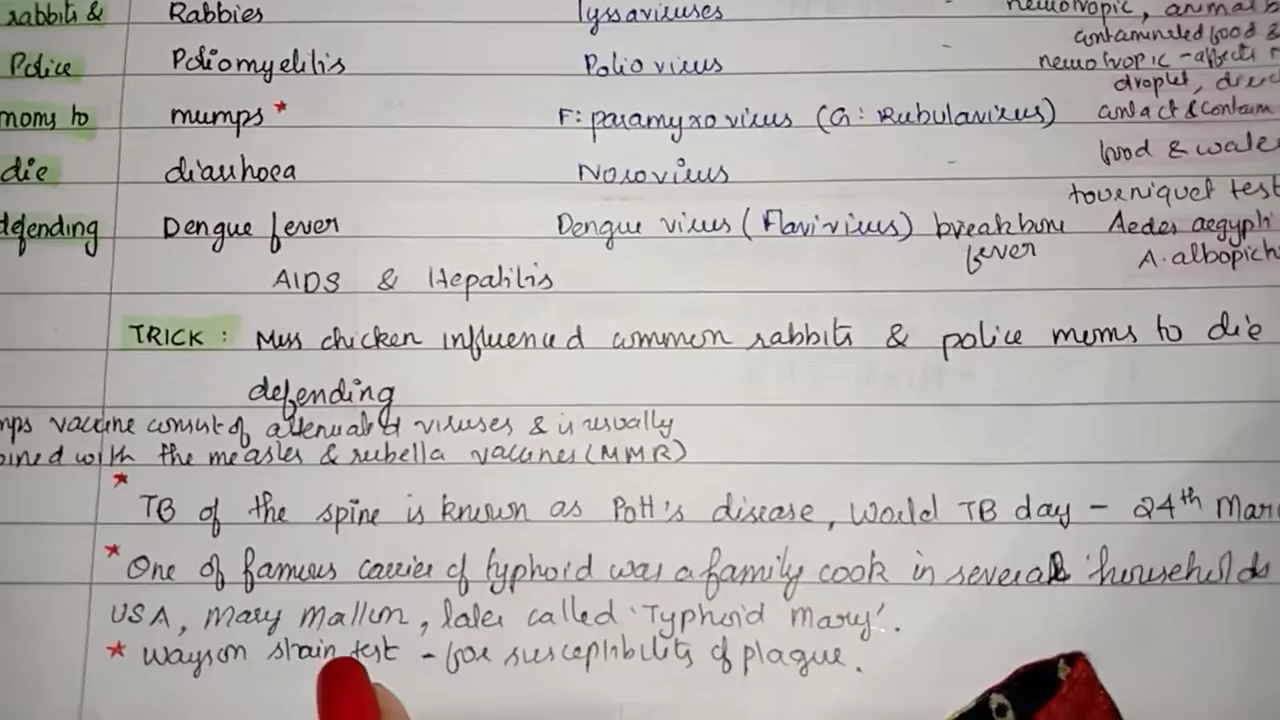 rabbits & Rabbies lyssaviruses - neurotropic, animal b
contaminated food &
Police Poliomyelitis Polio virus - neurotropic - affects
droplet, direct
moms to mumps* F: paramyxovirus (G: Rubulavirus) contact & contam
food & wate
die diarrhoea Norovirus -
tourniquet test
defending Dengue fever Dengue virus (Flavivirus) breakbone Aedes aegypti
fever A. albopict
AIDS & Hepatitis
TRICK: Miss chicken influenced common rabbits & police moms to die
defending
mps vaccine consist of attenuated viruses & is usually
bined with the measles & rubella vaccines (MMR)
* TB of the spine is known as Pott's disease, World TB day - 24th Mar
* One of famous carrier of typhoid was a family cook in several households
USA, Mary Mallon, later called 'Typhoid Mary'.
* Wayson stain test - for susceptibility of plague.